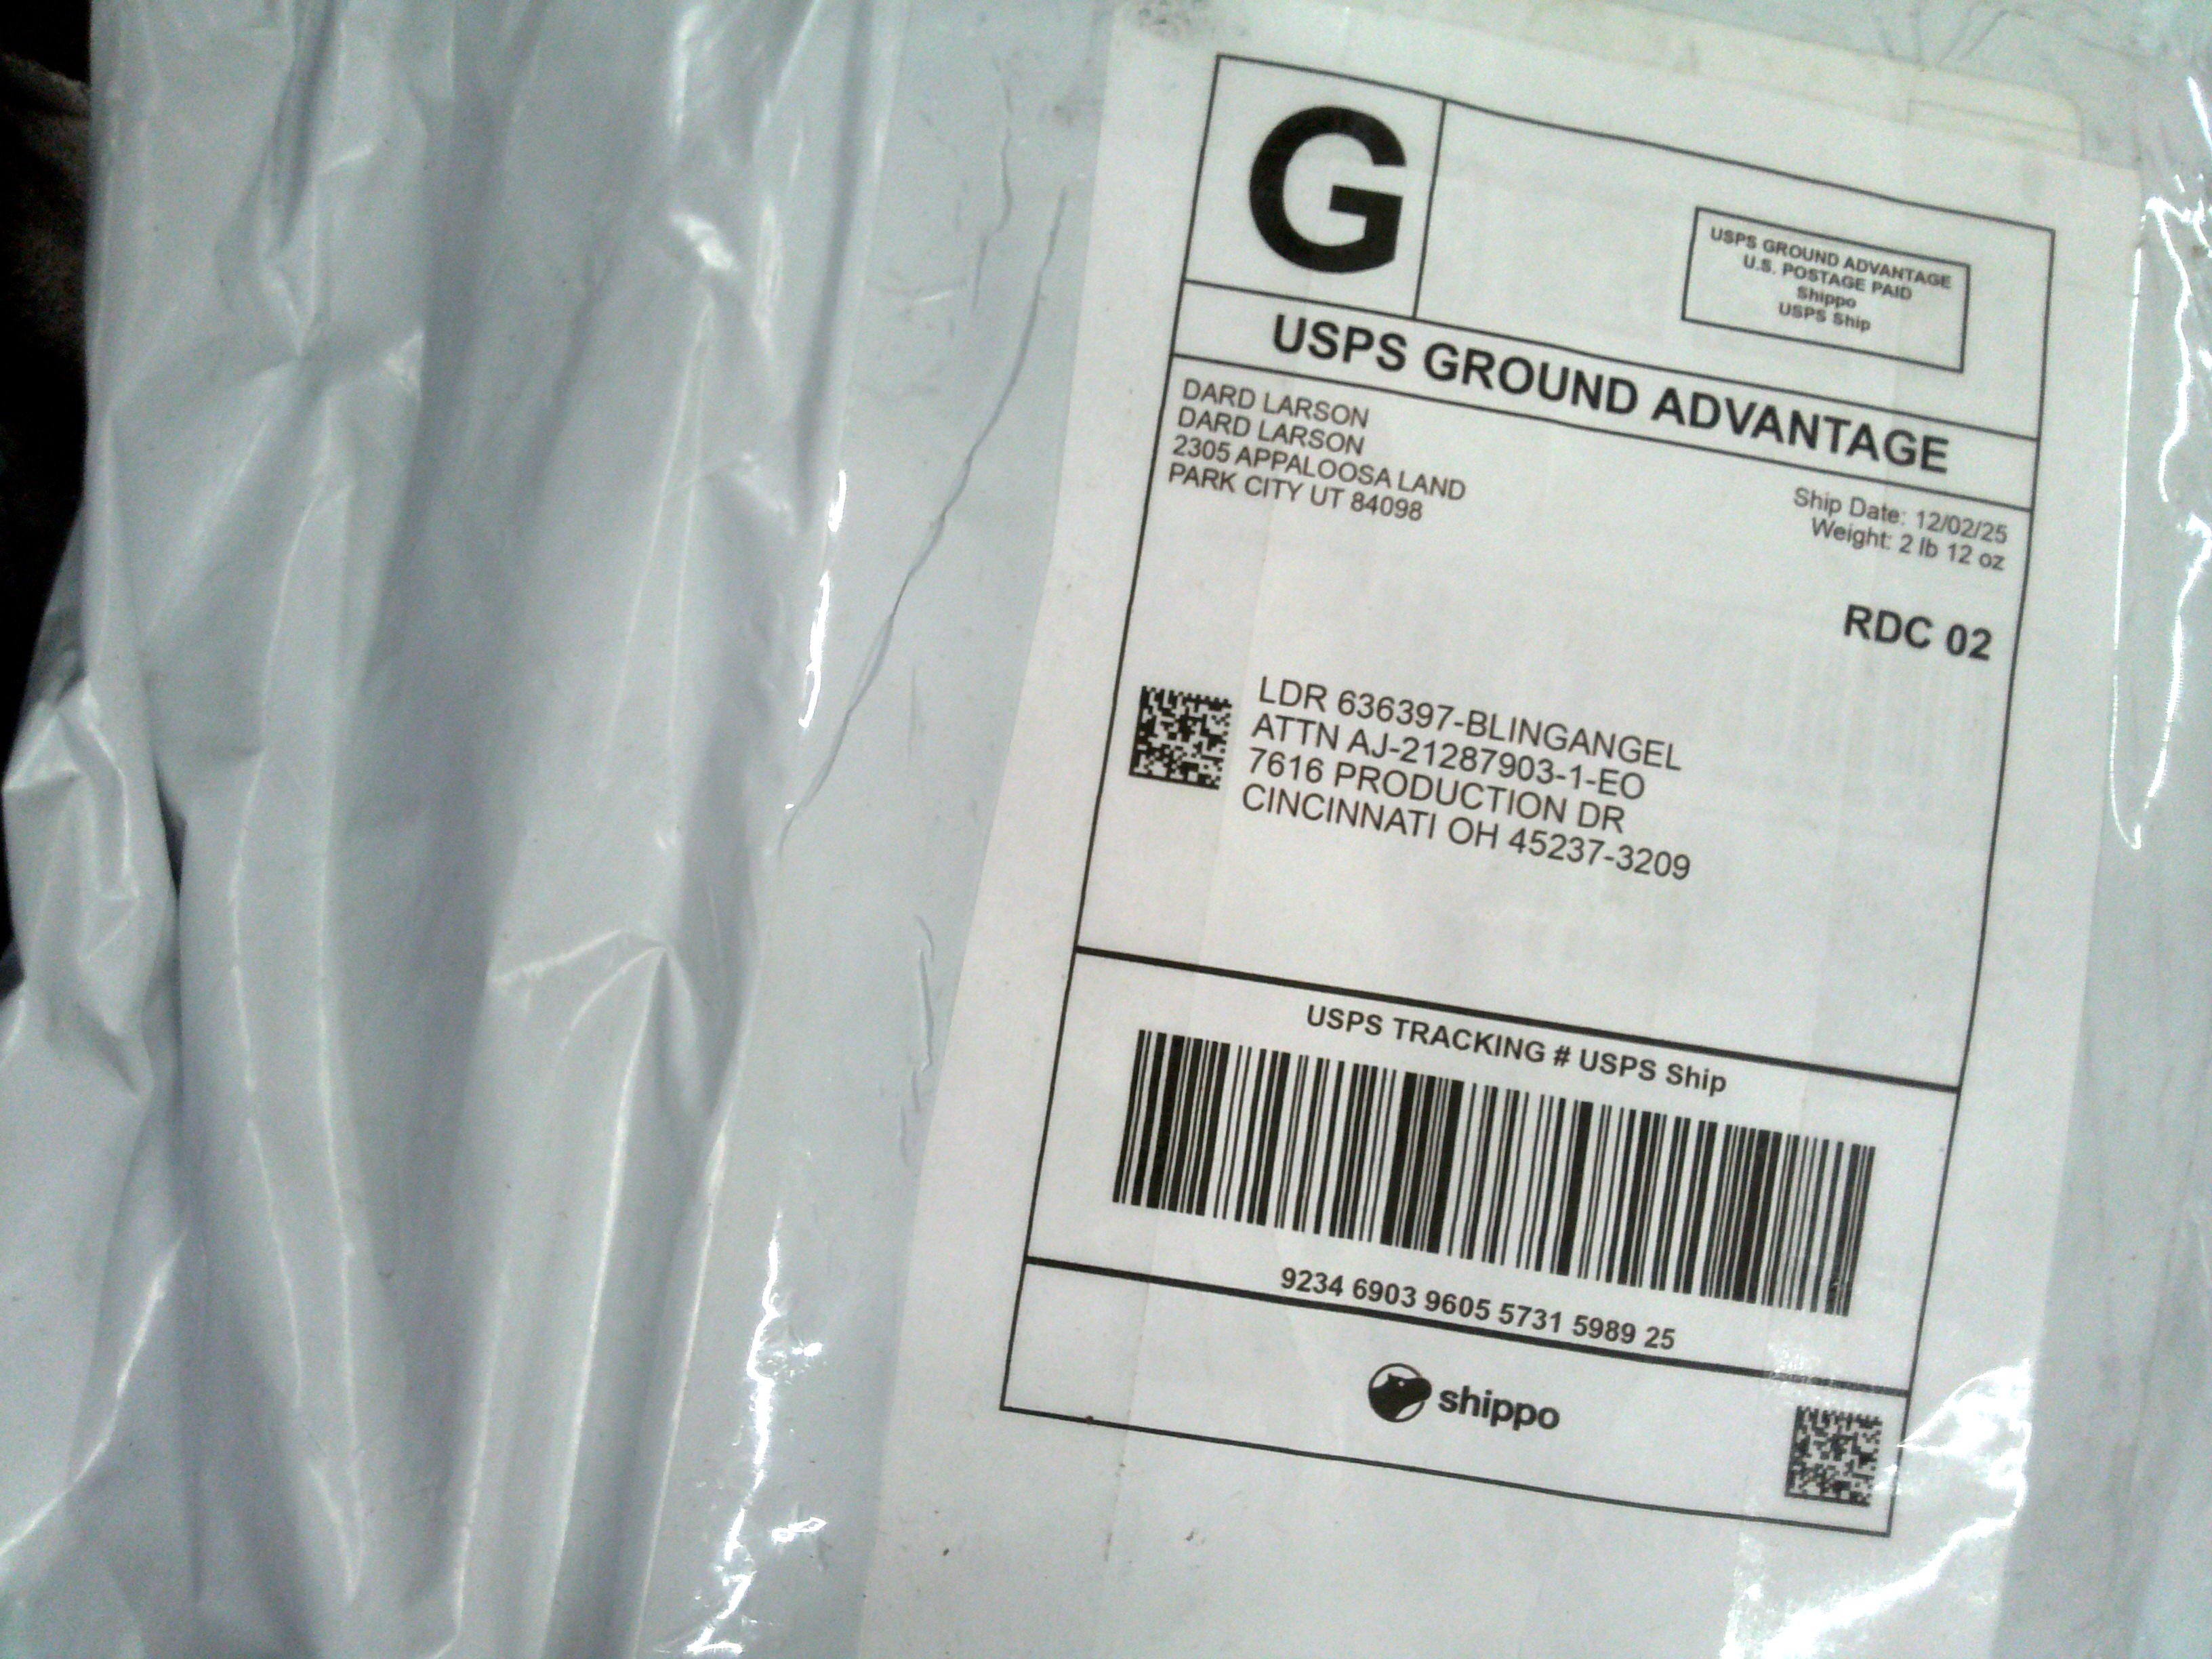 G
USPS GROUND ADVANTAGE
U.S. POSTAGE PAID
Shippo
USPS Ship
USPS GROUND ADVANTAGE
DARD LARSON
DARD LARSON
2305 APPALOOSA LAND
PARK CITY UT 84098
Ship Date: 12/02/25
Weight: 2 lb 12 oz
RDC 02
LDR 636397-BLINGANGEL
ATTN AJ-21287903-1-EO
7616 PRODUCTION DR
CINCINNATI OH 45237-3209
USPS TRACKING # USPS Ship
9234 6903 9605 5731 5989 25
shippo